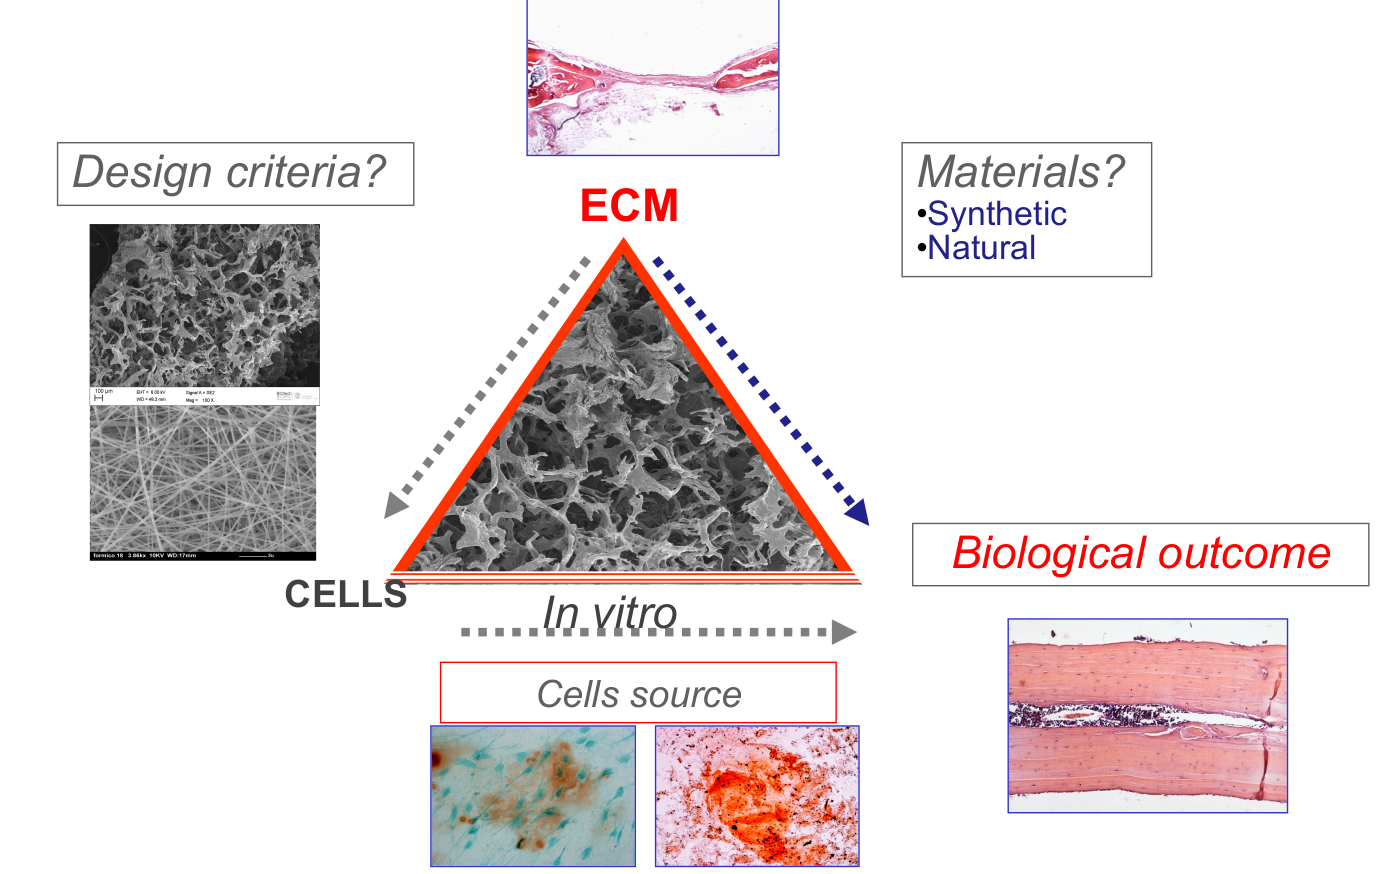 Design criteria?
Materials?
•Synthetic
•Natural
ECM
100 µm
EHT = 6.00 kV
Signal A = SE2
WD = 48.3 mm
Mag = 100 X
formico 18 3.86kx 10KV WD:17mm 2u
Biological outcome
CELLS
In vitro
Cells source